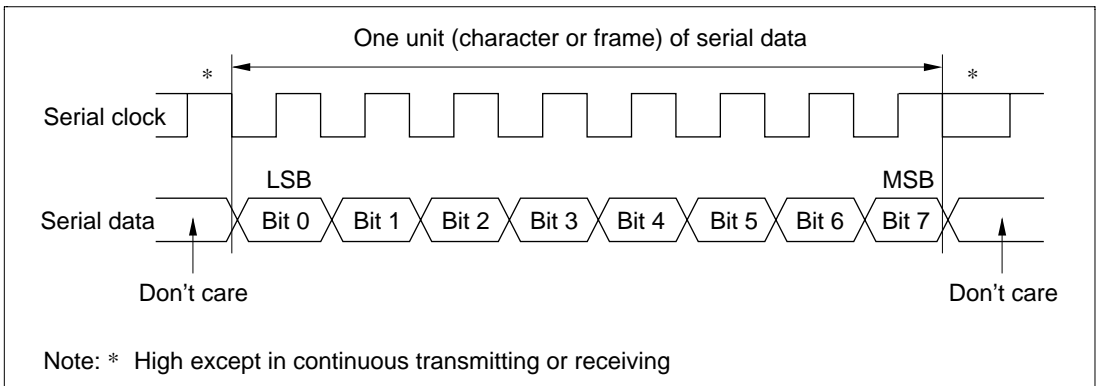 One unit (character or frame) of serial data
* *
Serial clock
LSB MSB
Serial data Bit 0 Bit 1 Bit 2 Bit 3 Bit 4 Bit 5 Bit 6 Bit 7
Don’t care Don’t care
Note: * High except in continuous transmitting or receiving